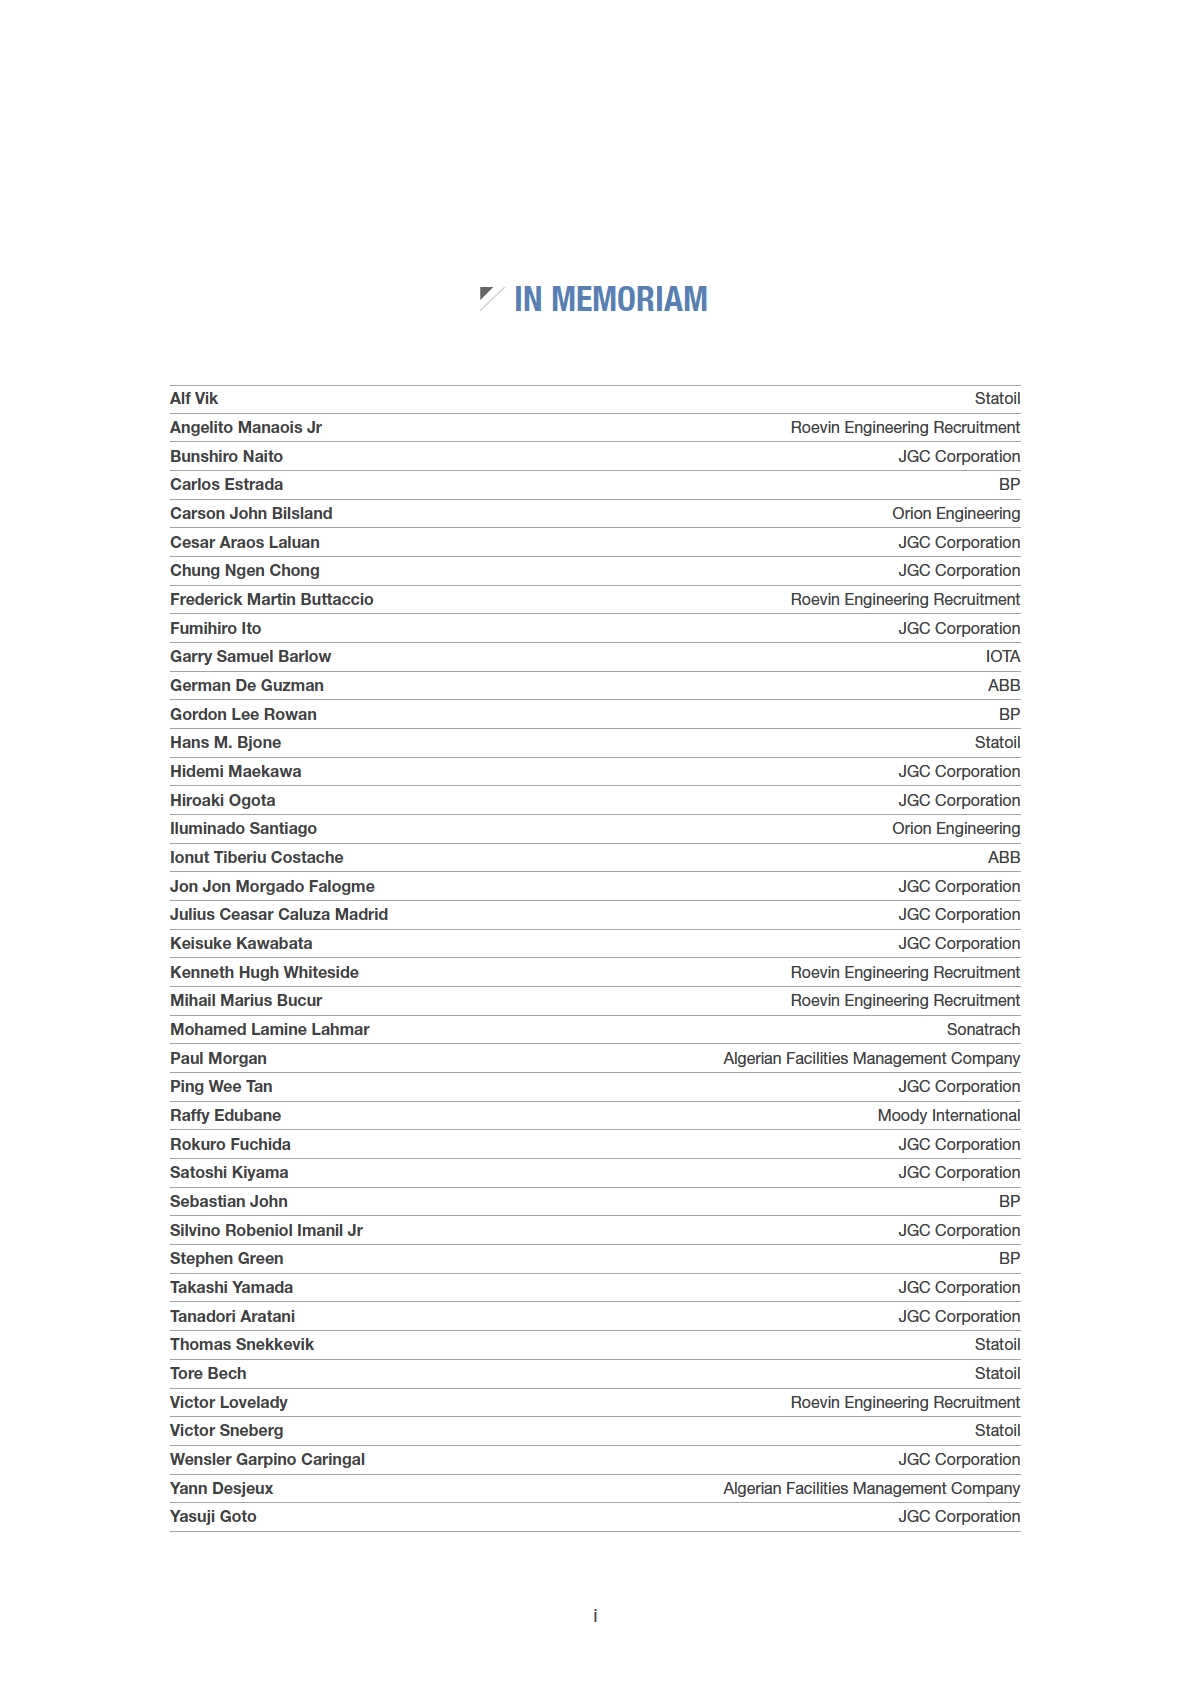 IN MEMORIAM
Alf Vik Statoil
Angelito Manaois Jr Roevin Engineering Recruitment
Bunshiro Naito JGC Corporation
Carlos Estrada BP
Carson John Bilsland Orion Engineering
Cesar Araos Laluan JGC Corporation
Chung Ngen Chong JGC Corporation
Frederick Martin Buttaccio Roevin Engineering Recruitment
Fumihiro Ito JGC Corporation
Garry Samuel Barlow IOTA
German De Guzman ABB
Gordon Lee Rowan BP
Hans M. Bjone Statoil
Hidemi Maekawa JGC Corporation
Hiroaki Ogota JGC Corporation
Iluminado Santiago Orion Engineering
Ionut Tiberiu Costache ABB
Jon Jon Morgado Falogme JGC Corporation
Julius Ceasar Caluza Madrid JGC Corporation
Keisuke Kawabata JGC Corporation
Kenneth Hugh Whiteside Roevin Engineering Recruitment
Mihail Marius Bucur Roevin Engineering Recruitment
Mohamed Lamine Lahmar Sonatrach
Paul Morgan Algerian Facilities Management Company
Ping Wee Tan JGC Corporation
Raffy Edubane Moody International
Rokuro Fuchida JGC Corporation
Satoshi Kiyama JGC Corporation
Sebastian John BP
Silvino Robeniol Imanil Jr JGC Corporation
Stephen Green BP
Takashi Yamada JGC Corporation
Tanadori Aratani JGC Corporation
Thomas Snekkevik Statoil
Tore Bech Statoil
Victor Lovelady Roevin Engineering Recruitment
Victor Sneberg Statoil
Wensler Garpino Caringal JGC Corporation
Yann Desjeux Algerian Facilities Management Company
Yasuji Goto JGC Corporation
i